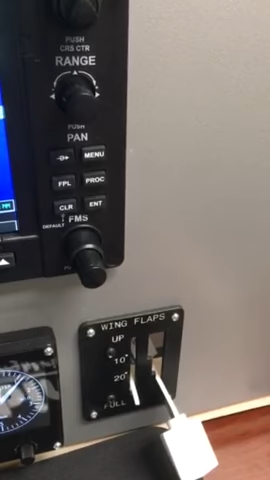 PUSH
CRS CTR
RANGE
PUSH
PAN
MENU
FPL PROC
CLR ENT
DEFAULT FMS
WING FLAPS
UP
10°
20°
FULL